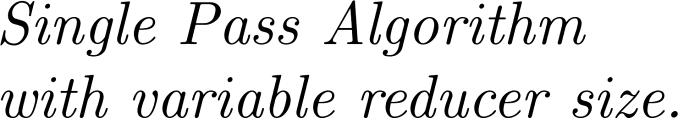 Single Pass Algorithm
with variable reducer size.